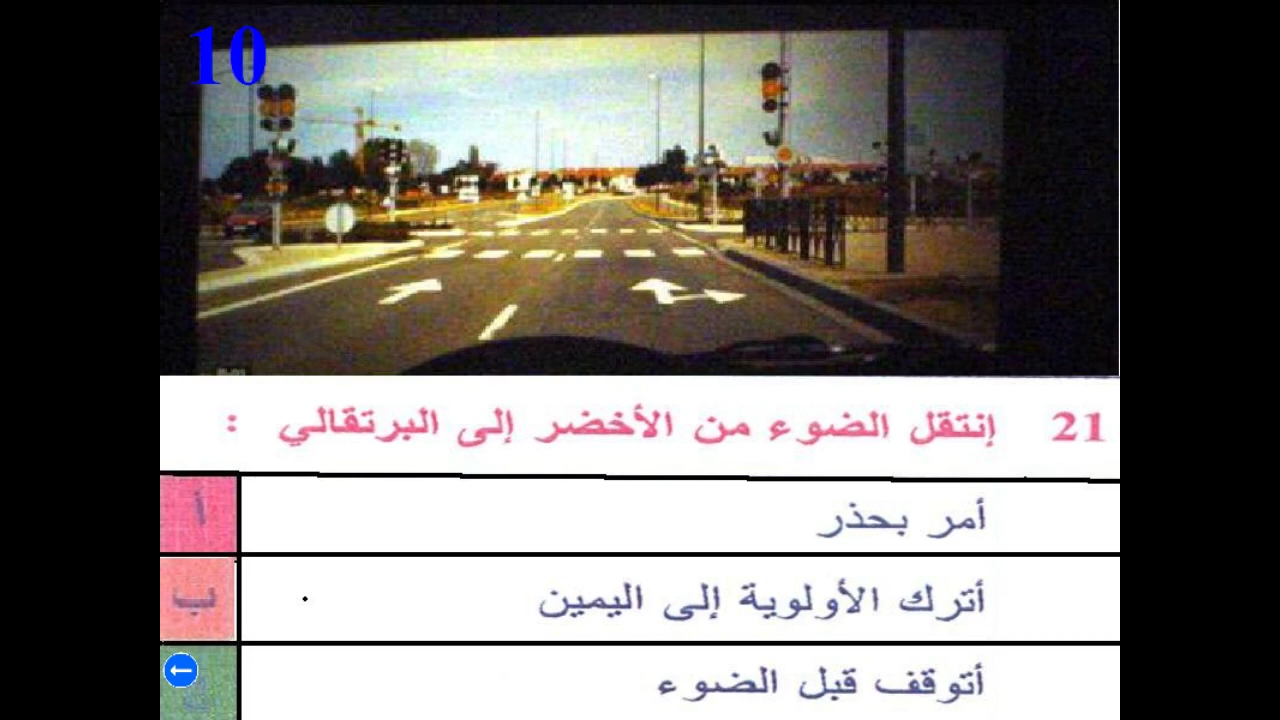 10
21 إنتقل الضوء من الأخضر إلى البرتقالي :
أ أمر بحذر
ب أترك الأولوية إلى اليمين
أتوقف قبل الضوء